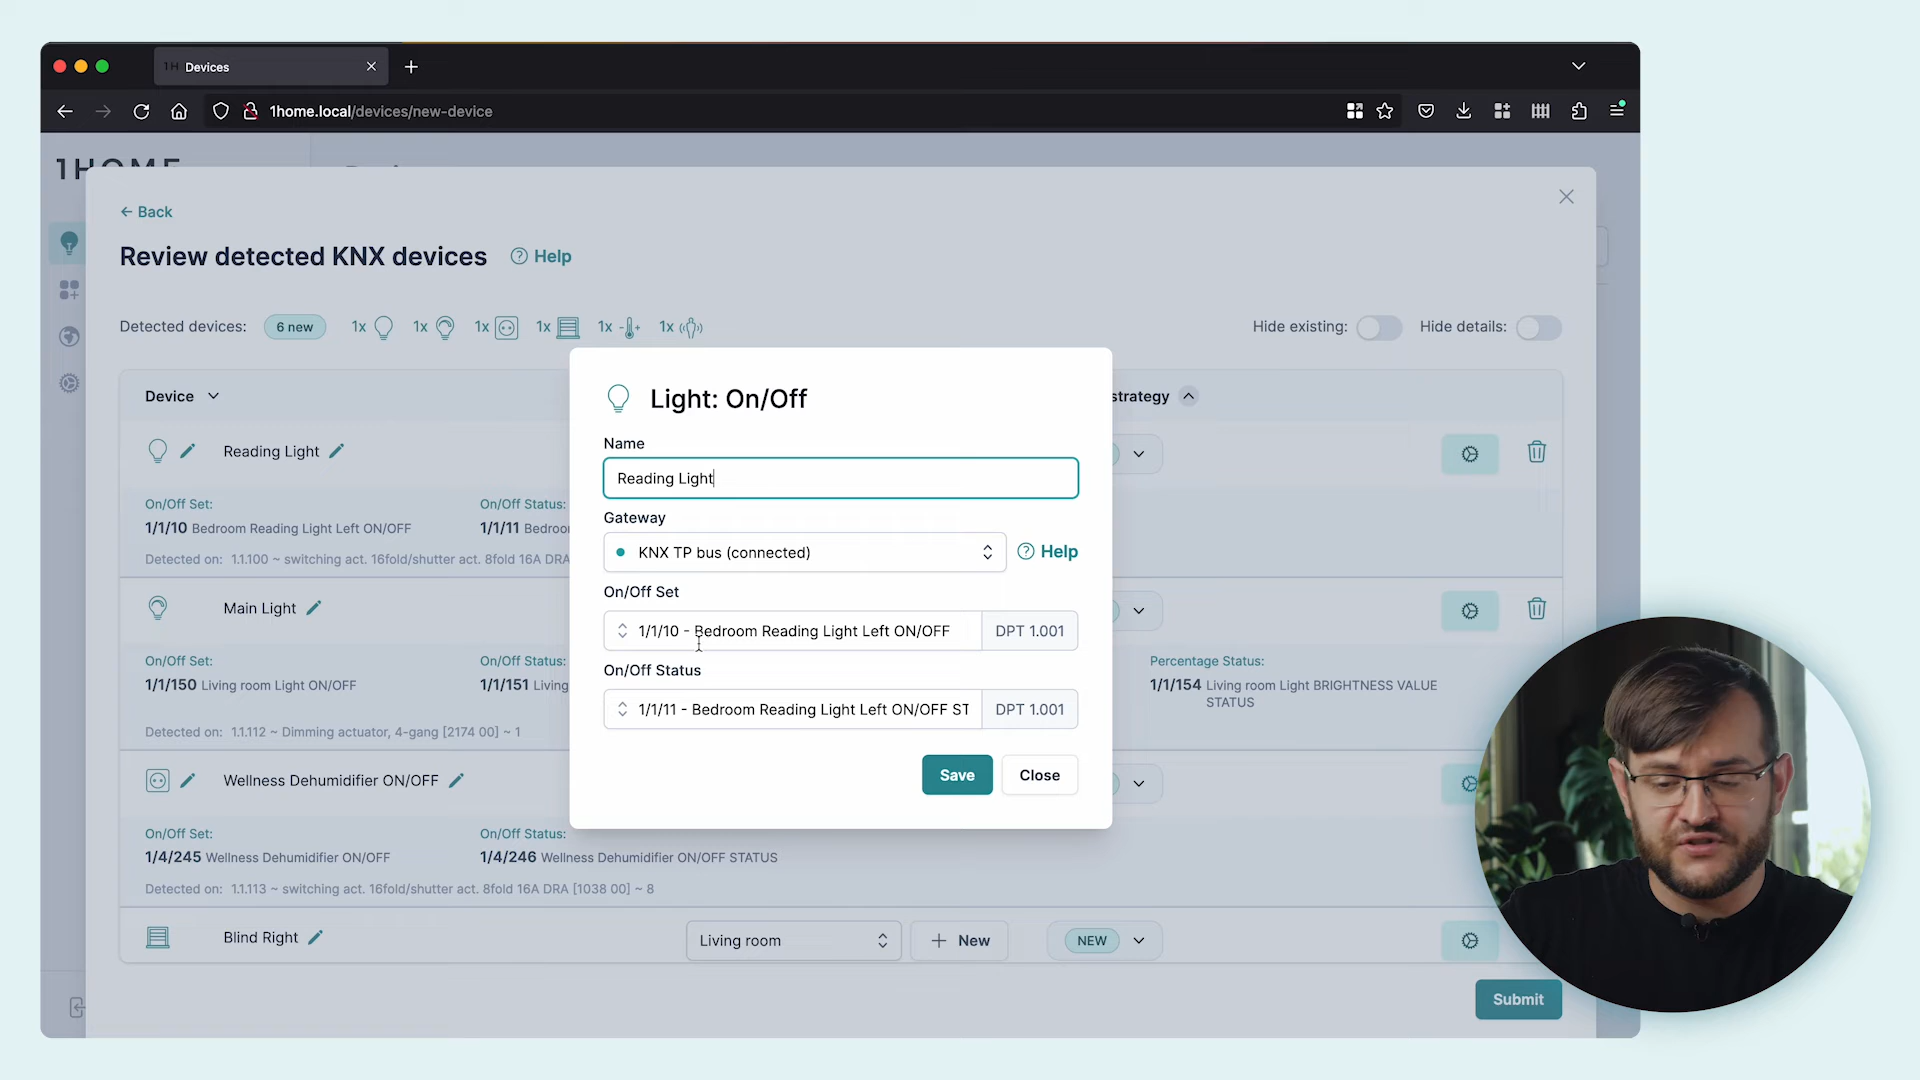 Devices
1home.local/devices/new-device
1HOME
← Back
Review detected KNX devices
Help
Detected devices:
6 new
1x
1x
1x
1x
1x
1x
Hide existing:
Hide details:
Device
strategy
Reading Light
On/Off Set:
On/Off Status:
1/1/10 Bedroom Reading Light Left ON/OFF
1/1/11 Bedroo
Detected on: 1.1.100 ~ switching act. 16fold/shutter act. 8fold 16A DRA
Main Light
On/Off Set:
On/Off Status:
Percentage Status:
1/1/150 Living room Light ON/OFF
1/1/151 Living
1/1/154 Living room Light BRIGHTNESS VALUE
STATUS
Detected on: 1.1.112 ~ Dimming actuator, 4-gang [2174 00] ~ 1
Wellness Dehumidifier ON/OFF
On/Off Set:
On/Off Status:
1/4/245 Wellness Dehumidifier ON/OFF
1/4/246 Wellness Dehumidifier ON/OFF STATUS
Detected on: 1.1.113 ~ switching act. 16fold/shutter act. 8fold 16A DRA [1038 00] ~ 8
Blind Right
Living room
+ New
NEW
Submit
Light: On/Off
Name
Reading Light
Gateway
KNX TP bus (connected)
Help
On/Off Set
1/1/10 - Bedroom Reading Light Left ON/OFF
DPT 1.001
On/Off Status
1/1/11 - Bedroom Reading Light Left ON/OFF ST
DPT 1.001
Save
Close